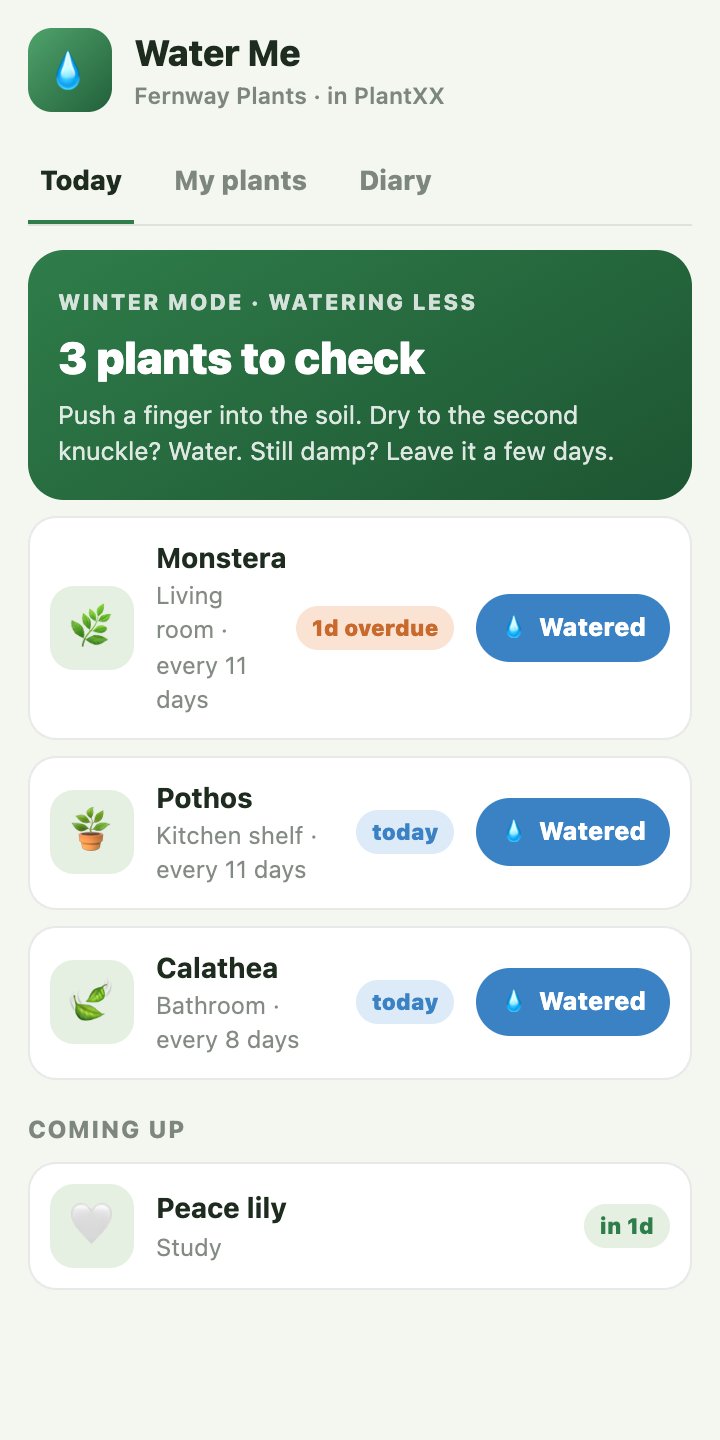 Water Me
Fernway Plants · in PlantXX
Today
My plants
Diary
WINTER MODE · WATERING LESS
3 plants to check
Push a finger into the soil. Dry to the second
knuckle? Water. Still damp? Leave it a few days.
Monstera
Living
room ·
every 11
days
1d overdue
Watered
Pothos
Kitchen shelf ·
every 11 days
today
Watered
Calathea
Bathroom ·
every 8 days
today
Watered
COMING UP
Peace lily
Study
in 1d